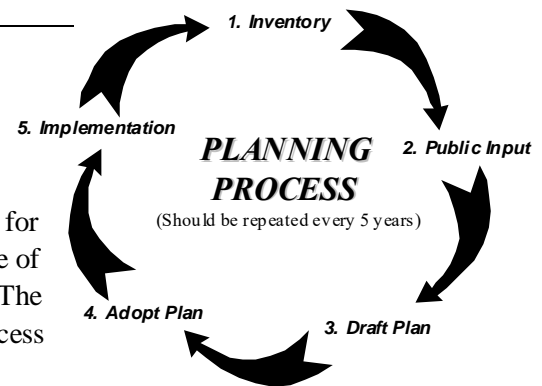 1. Inventory
2. Public Input
3. Draft Plan
4. Adopt Plan
5. Implementation
PLANNING
PROCESS
(Should be repeated every 5 years)
for
e of
The
cess